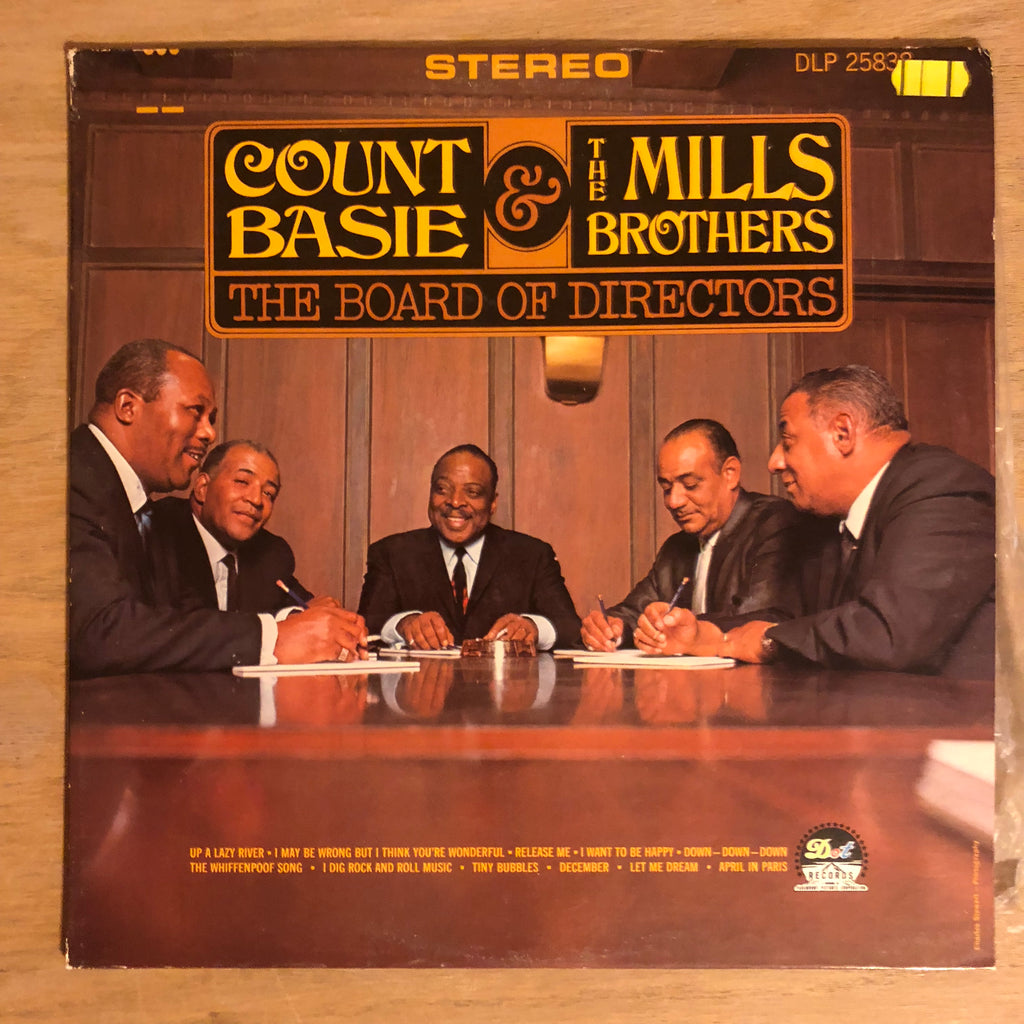 STEREO
DLP 25838
COUNT
BASIE
&
THE MILLS
BROTHERS
THE BOARD OF DIRECTORS
UP A LAZY RIVER • I MAY BE WRONG BUT I THINK YOU'RE WONDERFUL • RELEASE ME • I WANT TO BE HAPPY • DOWN—DOWN—DOWN
THE WHIFFENPOOF SONG • I DIG ROCK AND ROLL MUSIC • TINY BUBBLES • DECEMBER • LET ME DREAM • APRIL IN PARIS
Dot
RECORDS